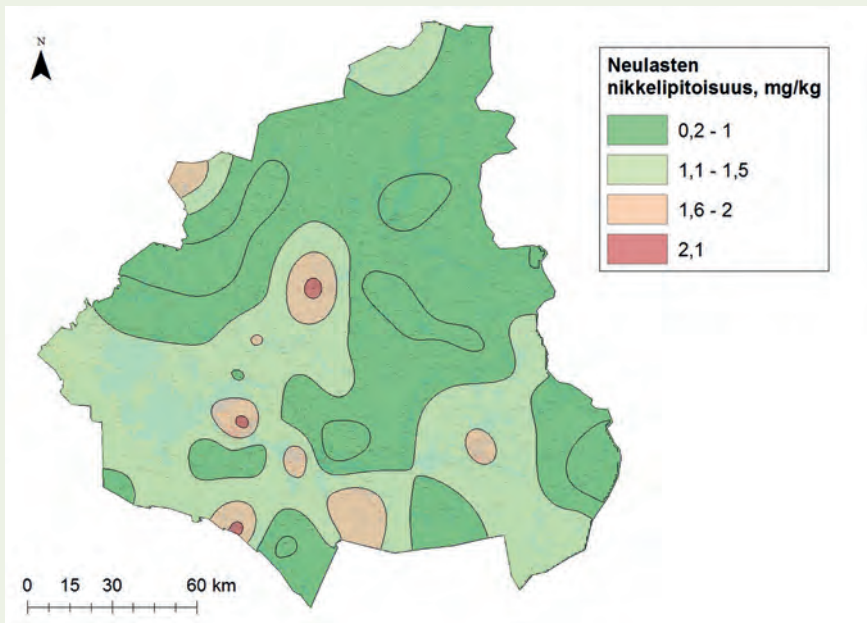 N
Neulasten
nikkelipitoisuus, mg/kg
0,2 - 1
1,1 - 1,5
1,6 - 2
2,1
0 15 30 60 km